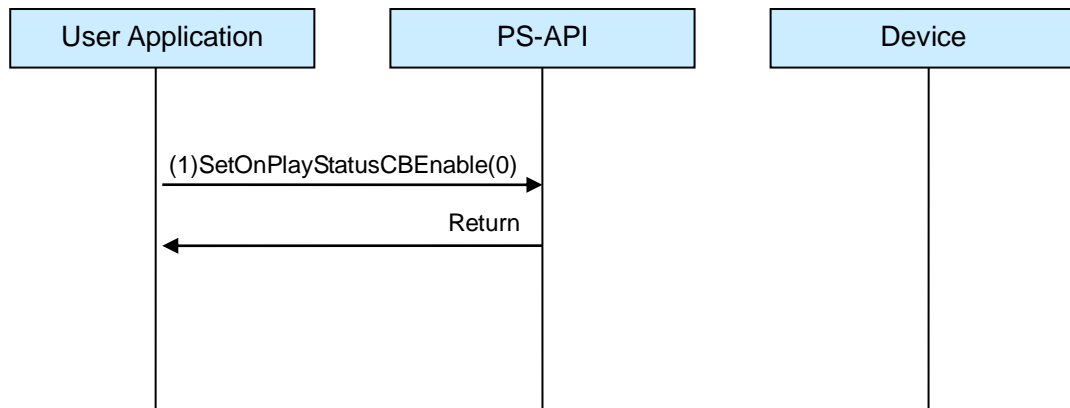 User Application
PS-API
Device
(1)SetOnPlayStatusCBEnable(0)
Return